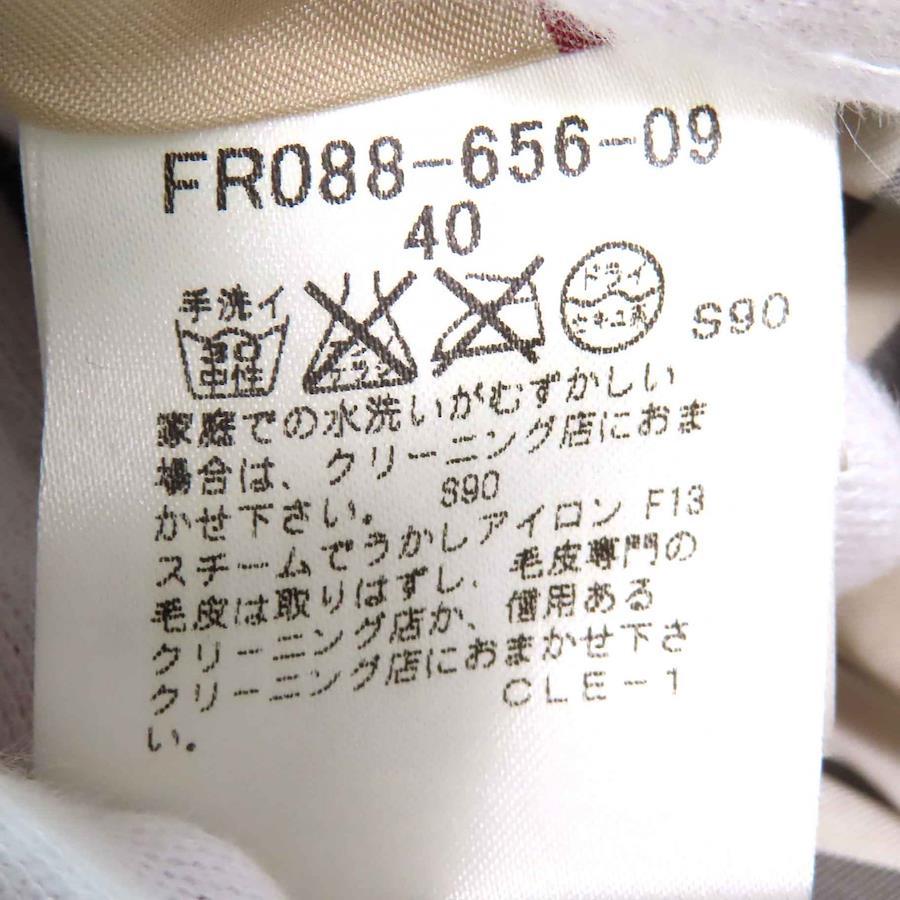 FR088-656-09
40
手洗イ
ヨワク
中性
ドライ
セキユ系
S90
家庭での水洗いがむずかしい
場合は、クリーニング店におま
かせ下さい。 S90
スチームでうかしアイロン F13
毛皮は取りはずし、毛皮専門の
クリーニング店か、信用ある
クリーニング店におまかせ下さ
い。 CLE-1